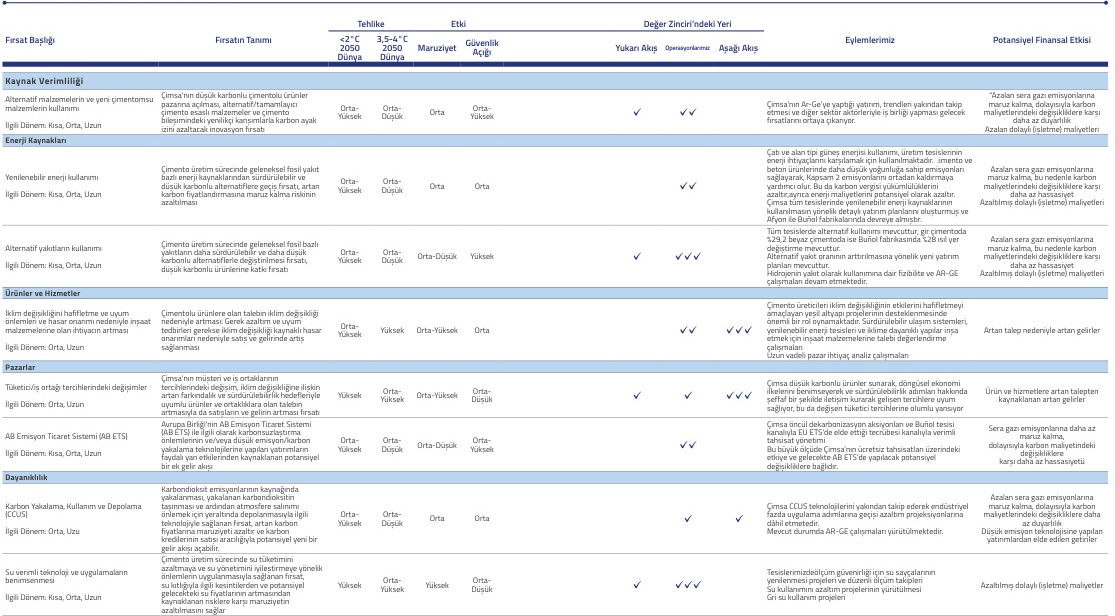 Tehlike
Etki
Değer Zinciri'ndeki Yeri
Fırsat Başlığı
Fırsatın Tanımı
<2°C
2050
Dünya
3,5-4°C
2050
Dünya
Maruziyet
Güvenlik
Açığı
Yukarı Akış
Operasyonlarımız
Aşağı Akış
Eylemlerimiz
Potansiyel Finansal Etkisi
Kaynak Verimliliği
Alternatif malzemelerin ve yeni çimentomsu
malzemlerin kullanımı
İlgili Dönem: Kısa, Orta, Uzun
Çimsa'nın düşük karbonlu çimentolu ürünler
pazarına açılması, alternatif/tamamlayıcı
çimento esaslı malzemeler ve çimento
bileşimindeki yenilikçi karışımlarla karbon ayak
izini azaltacak inovasyon fırsatı
Orta-
Yüksek
Orta-
Düşük
Orta
Orta-
Yüksek
✓
✓✓
Çimsa'nın Ar-Ge'ye yaptığı yatırım, trendleri yakından takip
etmesi ve diğer sektör aktörleriyle iş birliği yapması gelecek
fırsatlarını ortaya çıkarıyor.
"Azalan sera gazı emisyonlarına
maruz kalma, dolayısıyla karbon
maliyetlerindeki değişikliklere karşı
daha az duyarlılık
Azalan dolaylı (işletme) maliyetleri
Enerji Kaynakları
Yenilenebilir enerji kullanımı
İlgili Dönem: Kısa, Orta, Uzun
Çimento üretim sürecinde geleneksel fosil yakıt
bazlı enerji kaynaklarından sürdürülebilir ve
düşük karbonlu alternatiflere geçiş fırsatı, artan
karbon fiyatlandırmasına maruz kalma riskinin
azaltılması
Orta-
Yüksek
Orta-
Düşük
Orta
Orta
✓✓
Çatı ve alan tipi güneş enerjisi kullanımı, üretim tesislerinin
enerji ihtiyaçlarını karşılamak için kullanılmaktadır. .imento ve
beton ürünlerinde daha düşük yoğunluğa sahip emisyonları
sağlayarak, Kapsam 2 emisyonlarını ortadan kaldırmaya
yardımcı olur. Bu da karbon vergisi yükümlülüklerini
azaltır,ayrıca enerji maliyetlerini potansiyel olarak azaltır.
Çimsa tüm tesislerinde yenilenebilir enerji kaynaklarının
kullanılmasın yönelik detaylı yatırım planlarını oluşturmuş ve
Afyon ile Buñol fabrikalarında devreye almıştır.
Azalan sera gazı emisyonlarına
maruz kalma, bu nedenle karbon
maliyetlerindeki değişikliklere karşı
daha az hassasiyet
Azaltılmış dolaylı (işletme) maliyetleri
Alternatif yakıtların kullanımı
İlgili Dönem: Kısa, Orta, Uzun
Çimento üretim sürecinde geleneksel fosil bazlı
yakıtların daha sürdürülebilir ve daha düşük
karbonlu alternatiflerle değiştirilmesi fırsatı,
düşük karbonlu ürünlerine katkı fırsatı
Orta-
Yüksek
Orta-
Düşük
Orta-Düşük
Yüksek
✓
✓✓✓
Tüm tesislerde alternatif kullanımı mevcuttur, gir çimentoda
%29,2 beyaz çimentoda ise Buñol fabrikasında %28 ısıl yer
değiştirme mevcuttur.
Alternatif yakıt oranının arttırılmasına yönelik yeni yatırım
planları mevcuttur.
Hidrojenin yakıt olarak kullanımına dair fizibilite ve AR-GE
çalışmaları devam etmektedir.
Azalan sera gazı emisyonlarına
maruz kalma, bu nedenle karbon
maliyetlerindeki değişikliklere karşı
daha az hassasiyet
Azaltılmış dolaylı (işletme) maliyetleri
Ürünler ve Hizmetler
İklim değişikliğini hafifletme ve uyum
önlemleri ve hasar onarımı nedeniyle inşaat
malzemelerine olan ihtiyacın artması
İlgili Dönem: Orta, Uzun
Çimentolu ürünlere olan talebin iklim değişikliği
nedeniyle artması: Gerek azaltım ve uyum
tedbirleri gerekse iklim değişikliği kaynaklı hasar
onarımları nedeniyle satış ve gelirinde artış
sağlanması
Orta-
Yüksek
Yüksek
Orta-Yüksek
Orta
✓✓
✓✓✓
Çimento üreticileri iklim değişikliğinin etkilerini hafifletmeyi
amaçlayan yeşil altyapı projelerinin desteklenmesinde
önemli bir rol oynamaktadır. Sürdürülebilir ulaşım sistemleri,
yenilenebilir enerji tesisleri ve iklime dayanıklı yapılar inşa
etmek için inşaat malzemelerine talebi değerlendirme
çalışmaları
Uzun vadeli pazar ihtiyaç analiz çalışmaları
Artan talep nedeniyle artan gelirler
Pazarlar
Tüketici/iş ortağı tercihlerindeki değişimler
İlgili Dönem: Orta, Uzun
Çimsa'nın müşteri ve iş ortaklarının
tercihlerindeki değişim, iklim değişikliğine ilişkin
artan farkındalık ve sürdürülebilirlik hedefleriyle
uyumlu ürünler ve ortaklıklara olan talebin
artmasıyla da satışların ve gelirin artması fırsatı
Yüksek
Orta-
Yüksek
Orta-Yüksek
Orta-
Düşük
✓
✓
✓✓✓
Çimsa düşük karbonlu ürünler sunarak, döngüsel ekonomi
ilkelerini benimseyerek ve sürdürülebilirlik adımları hakkında
şeffaf bir şekilde iletişim kurarak gelişen tercihlere uyum
sağlıyor, bu da değişen tüketici tercihlerine olumlu yansıyor
Ürün ve hizmetlere artan talepten
kaynaklanan artan gelirler
AB Emisyon Ticaret Sistemi (AB ETS)
İlgili Dönem: Kısa, Orta, Uzun
Avrupa Birliği'nin AB Emisyon Ticaret Sistemi
(AB ETS) ile ilgili olarak karbonsuzlaştırma
önlemlerinin ve/veya düşük emisyon/karbon
yakalama teknolojilerine yapılan yatırımların
faydalı yan etkilerinden kaynaklanan potansiyel
bir ek gelir akışı
Orta-
Düşük
Orta-
Düşük
Orta-Düşük
Orta-
Yüksek
✓✓
Çimsa öncül dekarbonizasyon aksiyonları ve Buñol tesisi
kanalıyla EU ETS'de elde ettiği tecrübesi kanalıyla verimli
tahsisat yönetimi
Bu büyük ölçüde Çimsa'nın ücretsiz tahsisatları üzerindeki
etkiye ve gelecekte AB ETS'de yapılacak potansiyel
değişikliklere bağlıdır.
Sera gazı emisyonlarına daha az
maruz kalma,
dolayısıyla karbon maliyetindeki
değişikliklere
karşı daha az hassasiyetü
Dayanıklılık
Karbon Yakalama, Kullanım ve Depolama
(CCUS)
İlgili Dönem: Orta, Uzu
Karbondioksit emisyonlarının kaynağında
yakalanması, yakalanan karbondioksitin
taşınması ve ardından atmosfere salınımı
önlemek için yeraltında depolanmasıyla ilgili
teknolojiyle sağlanan fırsat, artan karbon
fiyatlarına maruziyeti azaltır ve karbon
kredilerinin satışı aracılığıyla potansiyel yeni bir
gelir akışı açabilir.
Orta-
Yüksek
Orta-
Düşük
Orta
Orta
✓
✓
Çimsa CCUS teknolojilerini yakından takip ederek endüstriyel
fazda uygulama adımlarına geçişi azaltım projeksiyonlarına
dâhil etmetedir.
Mevcut durumda AR-GE çalışmaları yürütülmektedir.
Azalan sera gazı emisyonlarına
maruz kalma, dolayısıyla karbon
maliyetlerindeki değişikliklere daha
az duyarlılık
Düşük emisyon teknolojisine yapılan
yatırımlardan elde edilen getiriler
Su verimli teknoloji ve uygulamaların
benimsenmesi
İlgili Dönem: Kısa, Orta, Uzun
Çimento üretim sürecinde su tüketimini
azaltmaya ve su yönetimini iyileştirmeye yönelik
önlemlerin uygulanmasıyla sağlanan fırsat,
su kıtlığıyla ilgili kesintilerden ve potansiyel
gelecekteki su fiyatlarının artmasından
kaynaklanan risklere karşı maruziyetin
azaltılmasını sağlar
Yüksek
Orta-
Yüksek
Yüksek
Orta-
Düşük
✓
✓✓✓
Tesislerimizdeölçüm güvenliği için su sayçalarının
yenilenmesi projeleri ve düzenli ölçüm takipleri
Su kullanımını azaltım projelerinin yürütülmesi
Gri su kullanım projeleri
Azaltılmış dolaylı (işletme) maliyetler